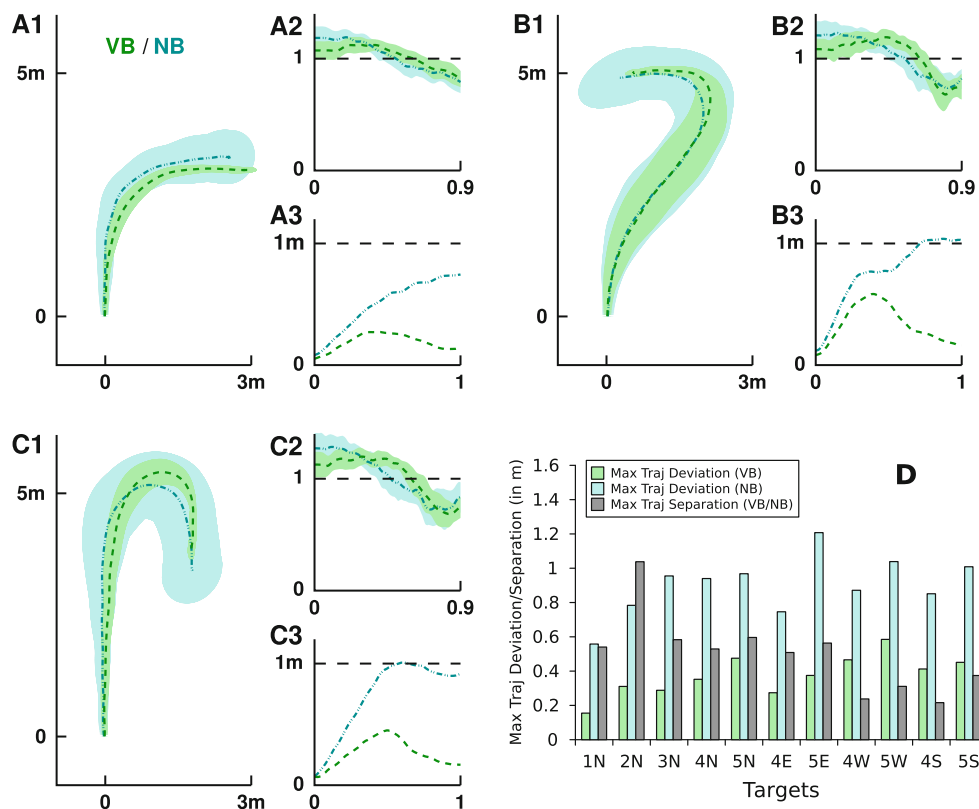 A1
VB / NB
5m
0
0
3m
A2
1
0
0
0.9
A3
1m
0
0
1
B1
5m
0
0
3m
B2
1
0
0
0.9
B3
1m
0
0
1
C1
5m
0
0
3m
C2
1
0
0
0.9
C3
1m
0
0
1
D
Max Traj Deviation/Separation (in m)
1.6
1.4
1.2
1
0.8
0.6
0.4
0.2
0
Max Traj Deviation (VB)
Max Traj Deviation (NB)
Max Traj Separation (VB/NB)
1N 2N 3N 4N 5N 4E 5E 4W 5W 4S 5S
Targets